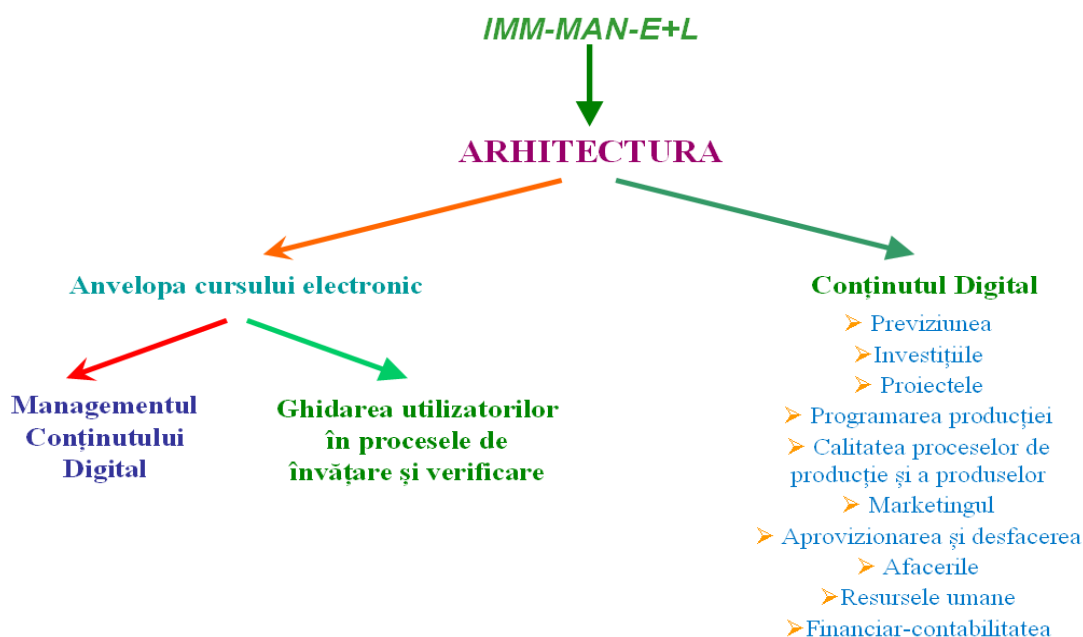 IMM-MAN-E+L
ARHITECTURA
Anvelopa cursului electronic
Managementul
Conținutului
Digital
Ghidarea utilizatorilor
în procesele de
învățare și verificare
Conținutul Digital
Previziunea
Investițiile
Proiectele
Programarea producției
Calitatea proceselor de
producție și a produselor
Marketingul
Aprovizionarea și desfacerea
Afacerile
Resursele umane
Financiar-contabilitatea